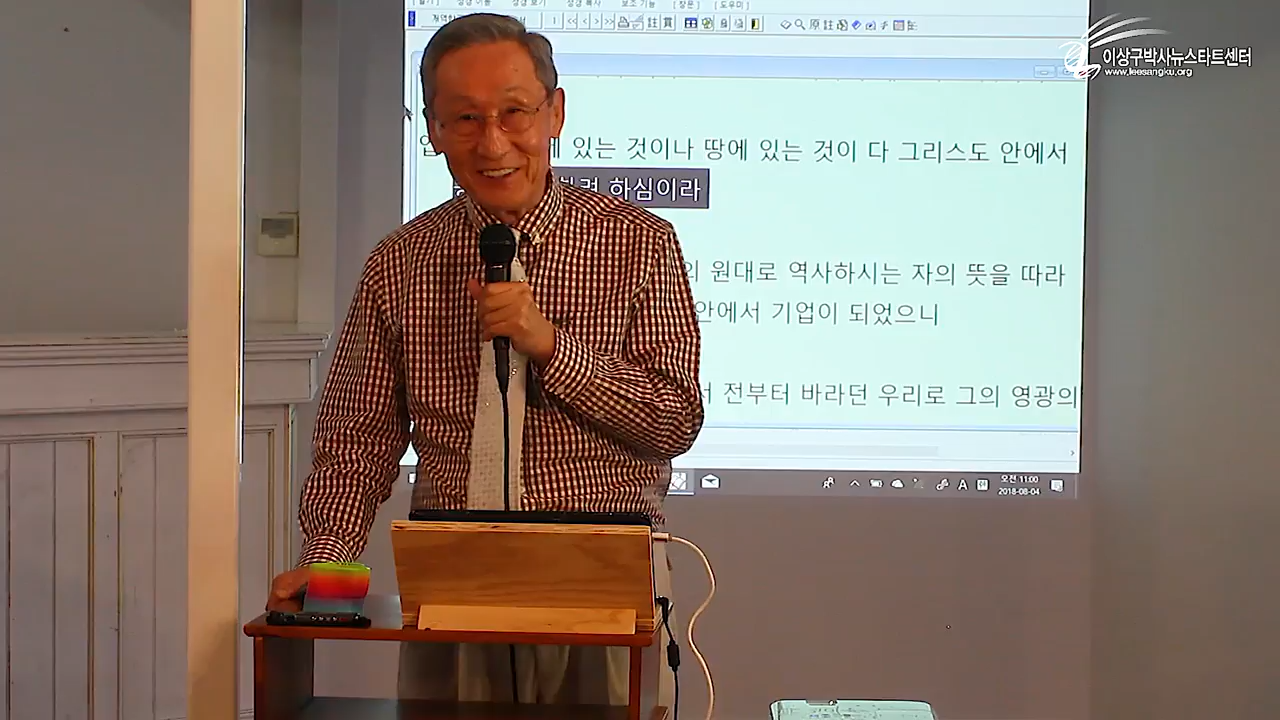 이상구박사뉴스타트센터
www.leesangku.org
있는 것이나 땅에 있는 것이 다 그리스도 안에서
하심이라
원대로 역사하시는 자의 뜻을 따라
안에서 기업이 되었으니
전부터 바라던 우리로 그의 영광의
A
오전 11:00
2018-08-04